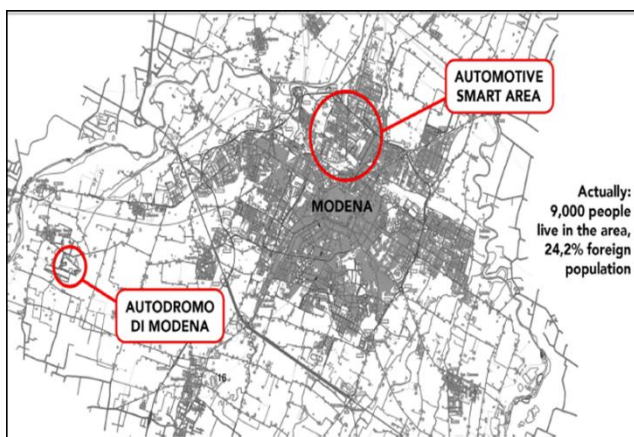 AUTOMOTIVE
SMART AREA
MODENA
Actually:
9,000 people
live in the area,
24,2% foreign
population
AUTODROMO
DI MODENA
16